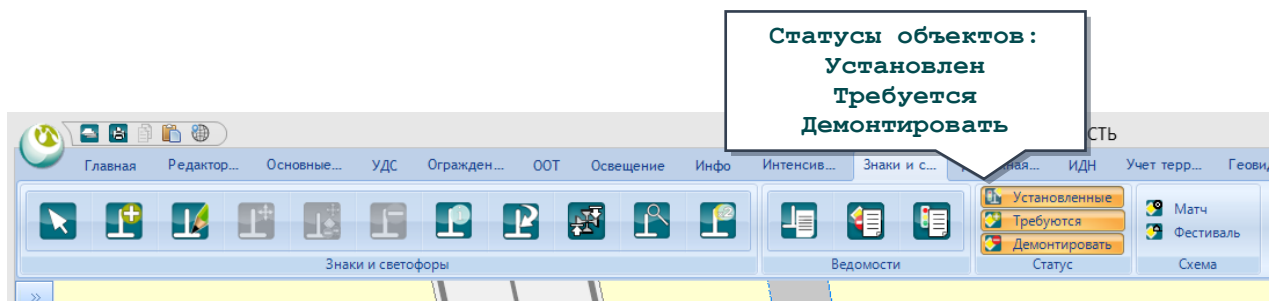 Статусы объектов:
Установлен
Требуется
Демонтировать
СТЬ
Главная Редактор... Основные... УДС Огражден... ООТ Освещение Инфо Интенсив... Знаки и с... ная... ИДН Учет терр... Геовид
Установленные
Требуются
Демонтировать
Матч
Фестиваль
Знаки и светофоры Ведомости Статус Схема